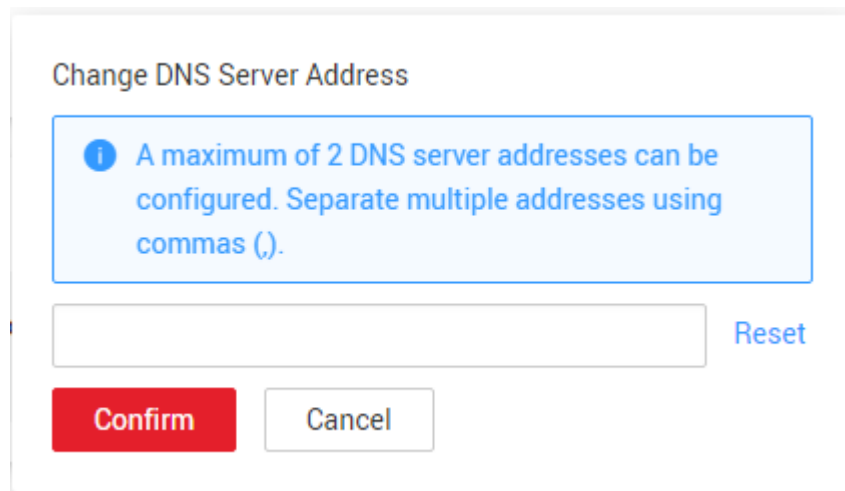 Change DNS Server Address
A maximum of 2 DNS server addresses can be
configured. Separate multiple addresses using
commas (,).
Reset
Confirm Cancel